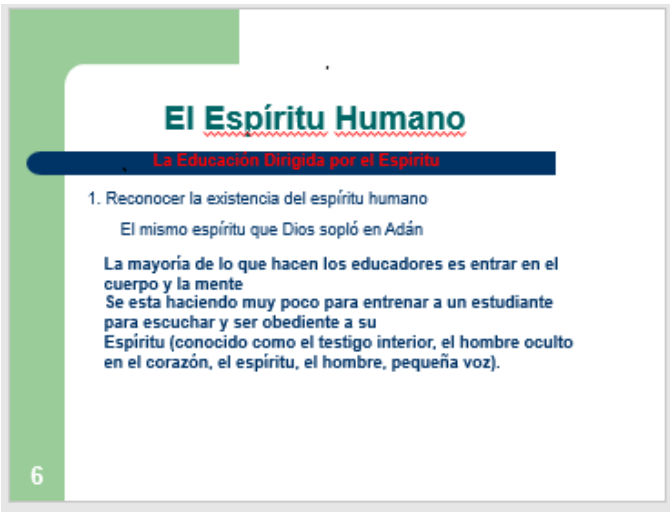 El Espíritu Humano
La Educación Dirigida por el Espíritu
1. Reconocer la existencia del espíritu humano
El mismo espíritu que Dios sopló en Adán
La mayoría de lo que hacen los educadores es entrar en el
cuerpo y la mente
Se esta haciendo muy poco para entrenar a un estudiante
para escuchar y ser obediente a su
Espíritu (conocido como el testigo interior, el hombre oculto
en el corazón, el espíritu, el hombre, pequeña voz).
6